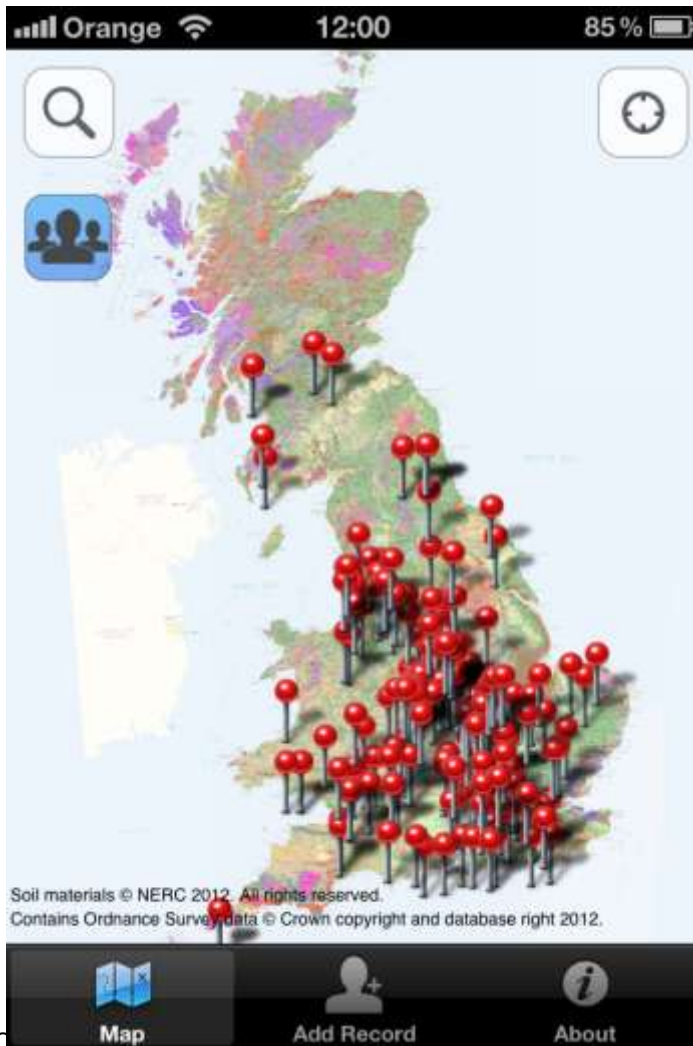 Orange 12:00 85%
Soil materials © NERC 2012. All rights reserved.
Contains Ordnance Survey data © Crown copyright and database right 2012.
Map Add Record About